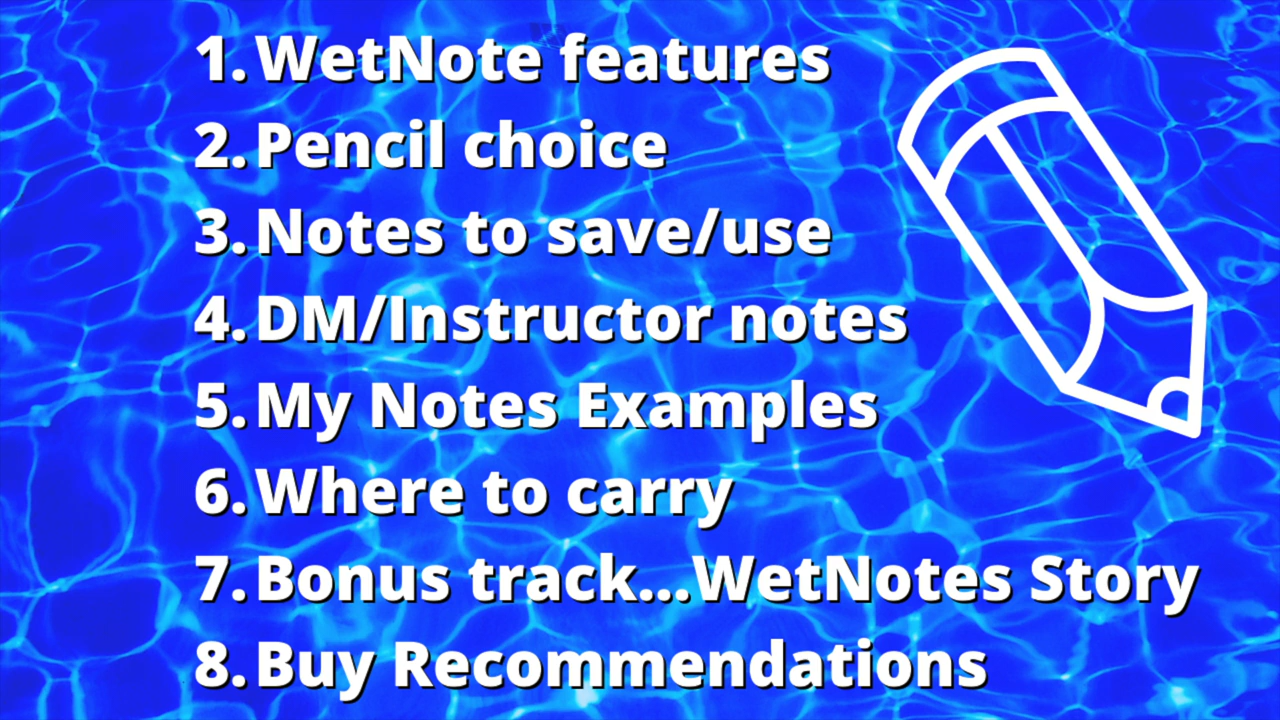 1. WetNote features
2. Pencil choice
3. Notes to save/use
4. DM/Instructor notes
5. My Notes Examples
6. Where to carry
7. Bonus track...WetNotes Story
8. Buy Recommendations